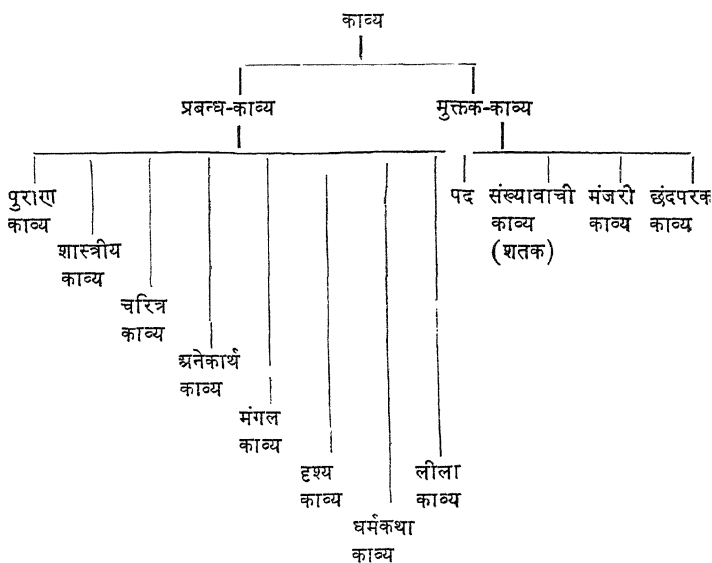 काव्य
प्रबन्ध-काव्य मुक्तक-काव्य
पुराण
काव्य
शास्त्रीय
काव्य
चरित्र
काव्य
अनेकार्थ
काव्य
मंगल
काव्य
दृश्य
काव्य
धर्मकथा
काव्य
लीला
काव्य
पद
संख्यावाची
काव्य
(शतक)
मंजरी
काव्य
छंदपरक
काव्य